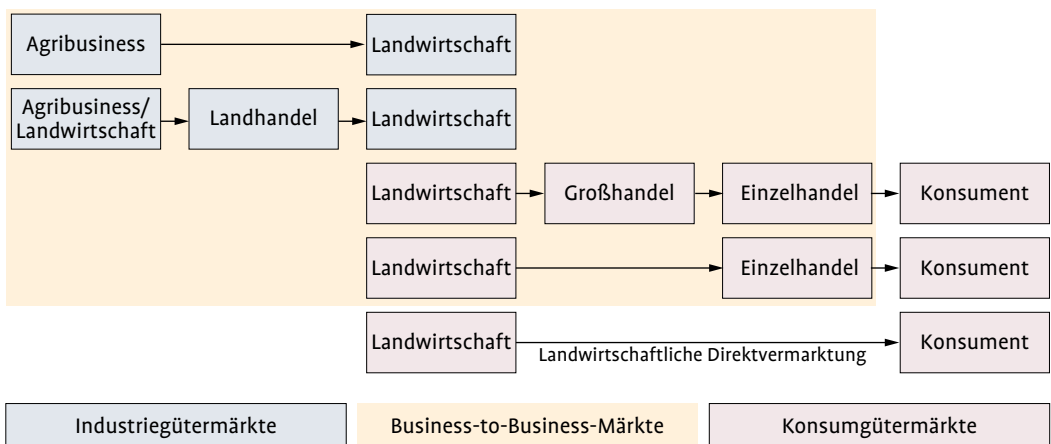 Agribusiness
Landwirtschaft
Agribusiness/
Landwirtschaft
Landhandel
Landwirtschaft
Landwirtschaft
Großhandel
Einzelhandel
Konsument
Landwirtschaft
Einzelhandel
Konsument
Landwirtschaft
Landwirtschaftliche Direktvermarktung
Konsument
Industriegütermärkte
Business-to-Business-Märkte
Konsumgütermärkte